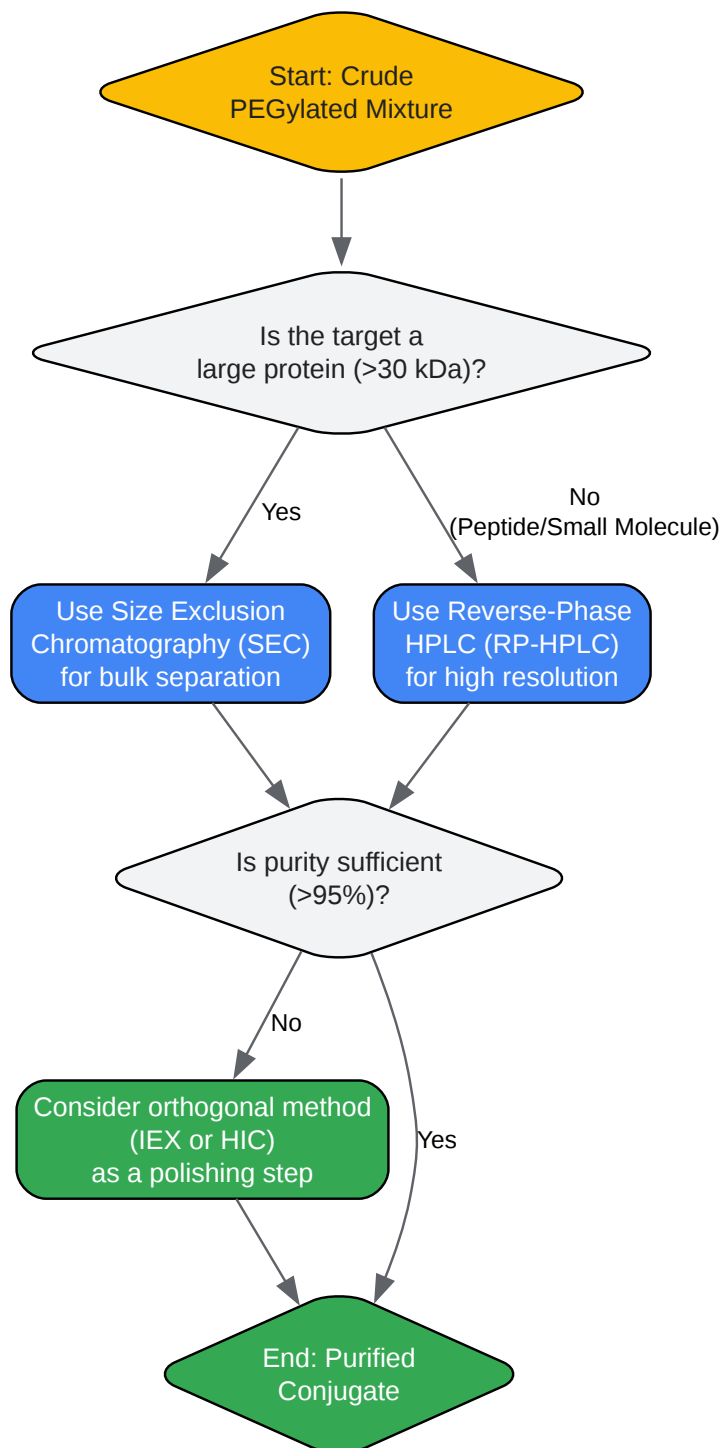 Start: Crude
PEGylated Mixture
Is the target a
large protein (>30 kDa)?
Yes
No
(Peptide/Small Molecule)
Use Size Exclusion
Chromatography (SEC)
for bulk separation
Use Reverse-Phase
HPLC (RP-HPLC)
for high resolution
Is purity sufficient
(>95%)?
No
Consider orthogonal method
(IEX or HIC)
as a polishing step
Yes
End: Purified
Conjugate